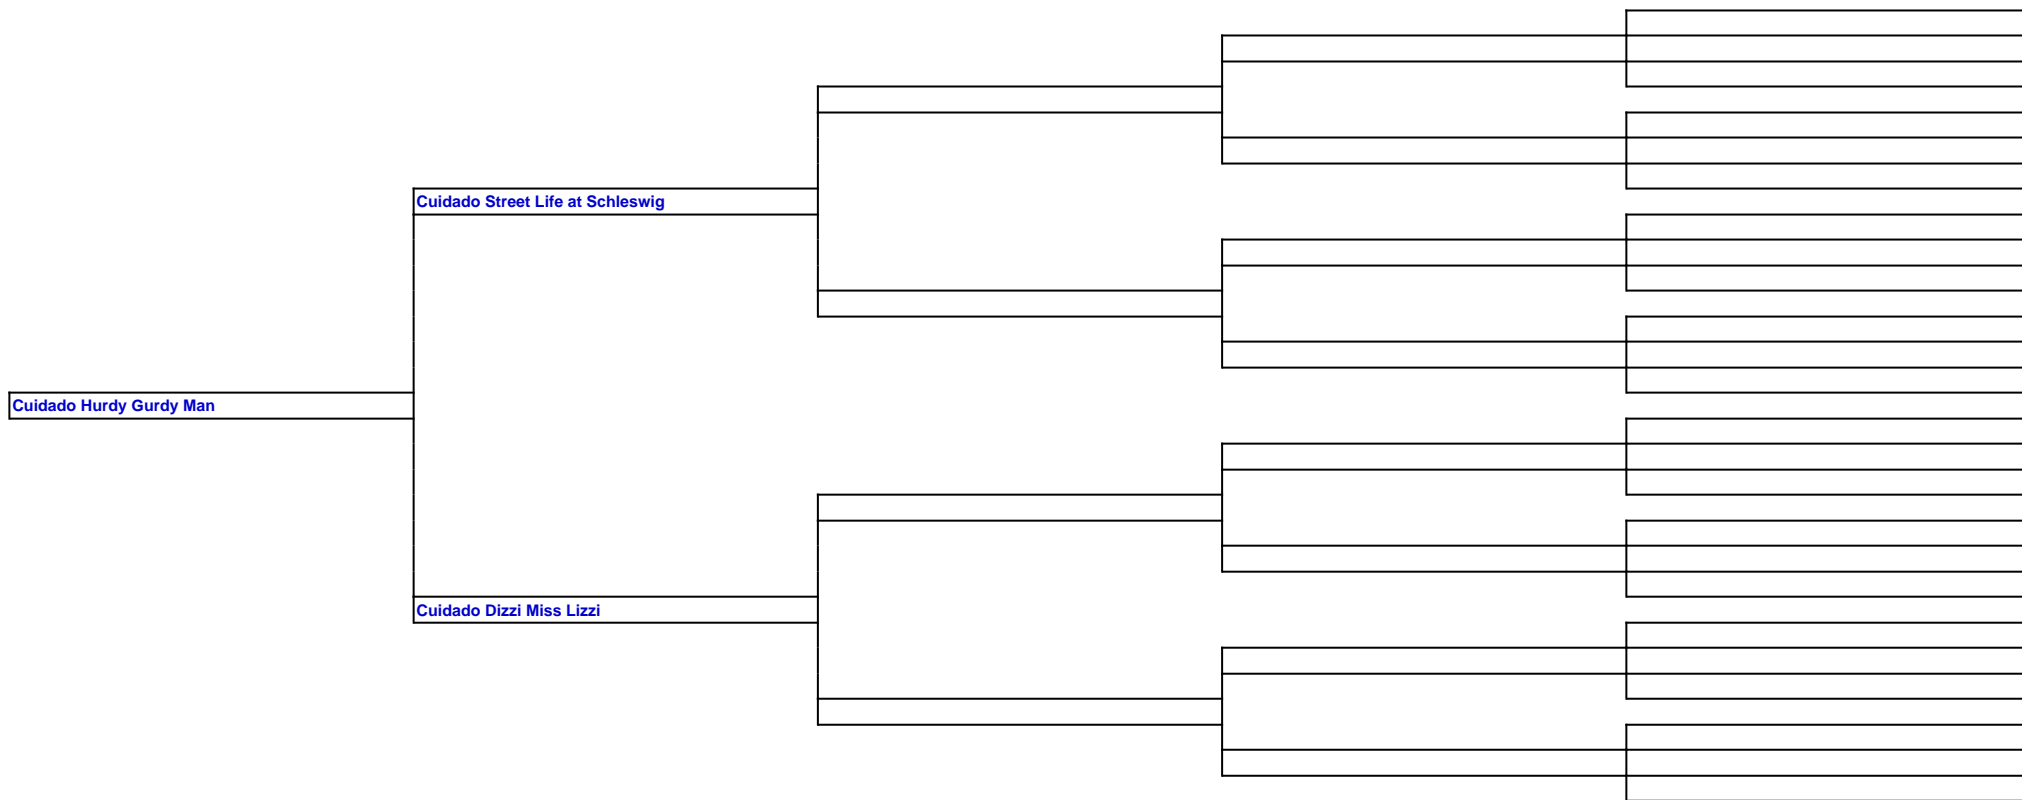 Cuidado Street Life at Schleswig
Cuidado Hurdy Gurdy Man
Cuidado Dizzi Miss Lizzi